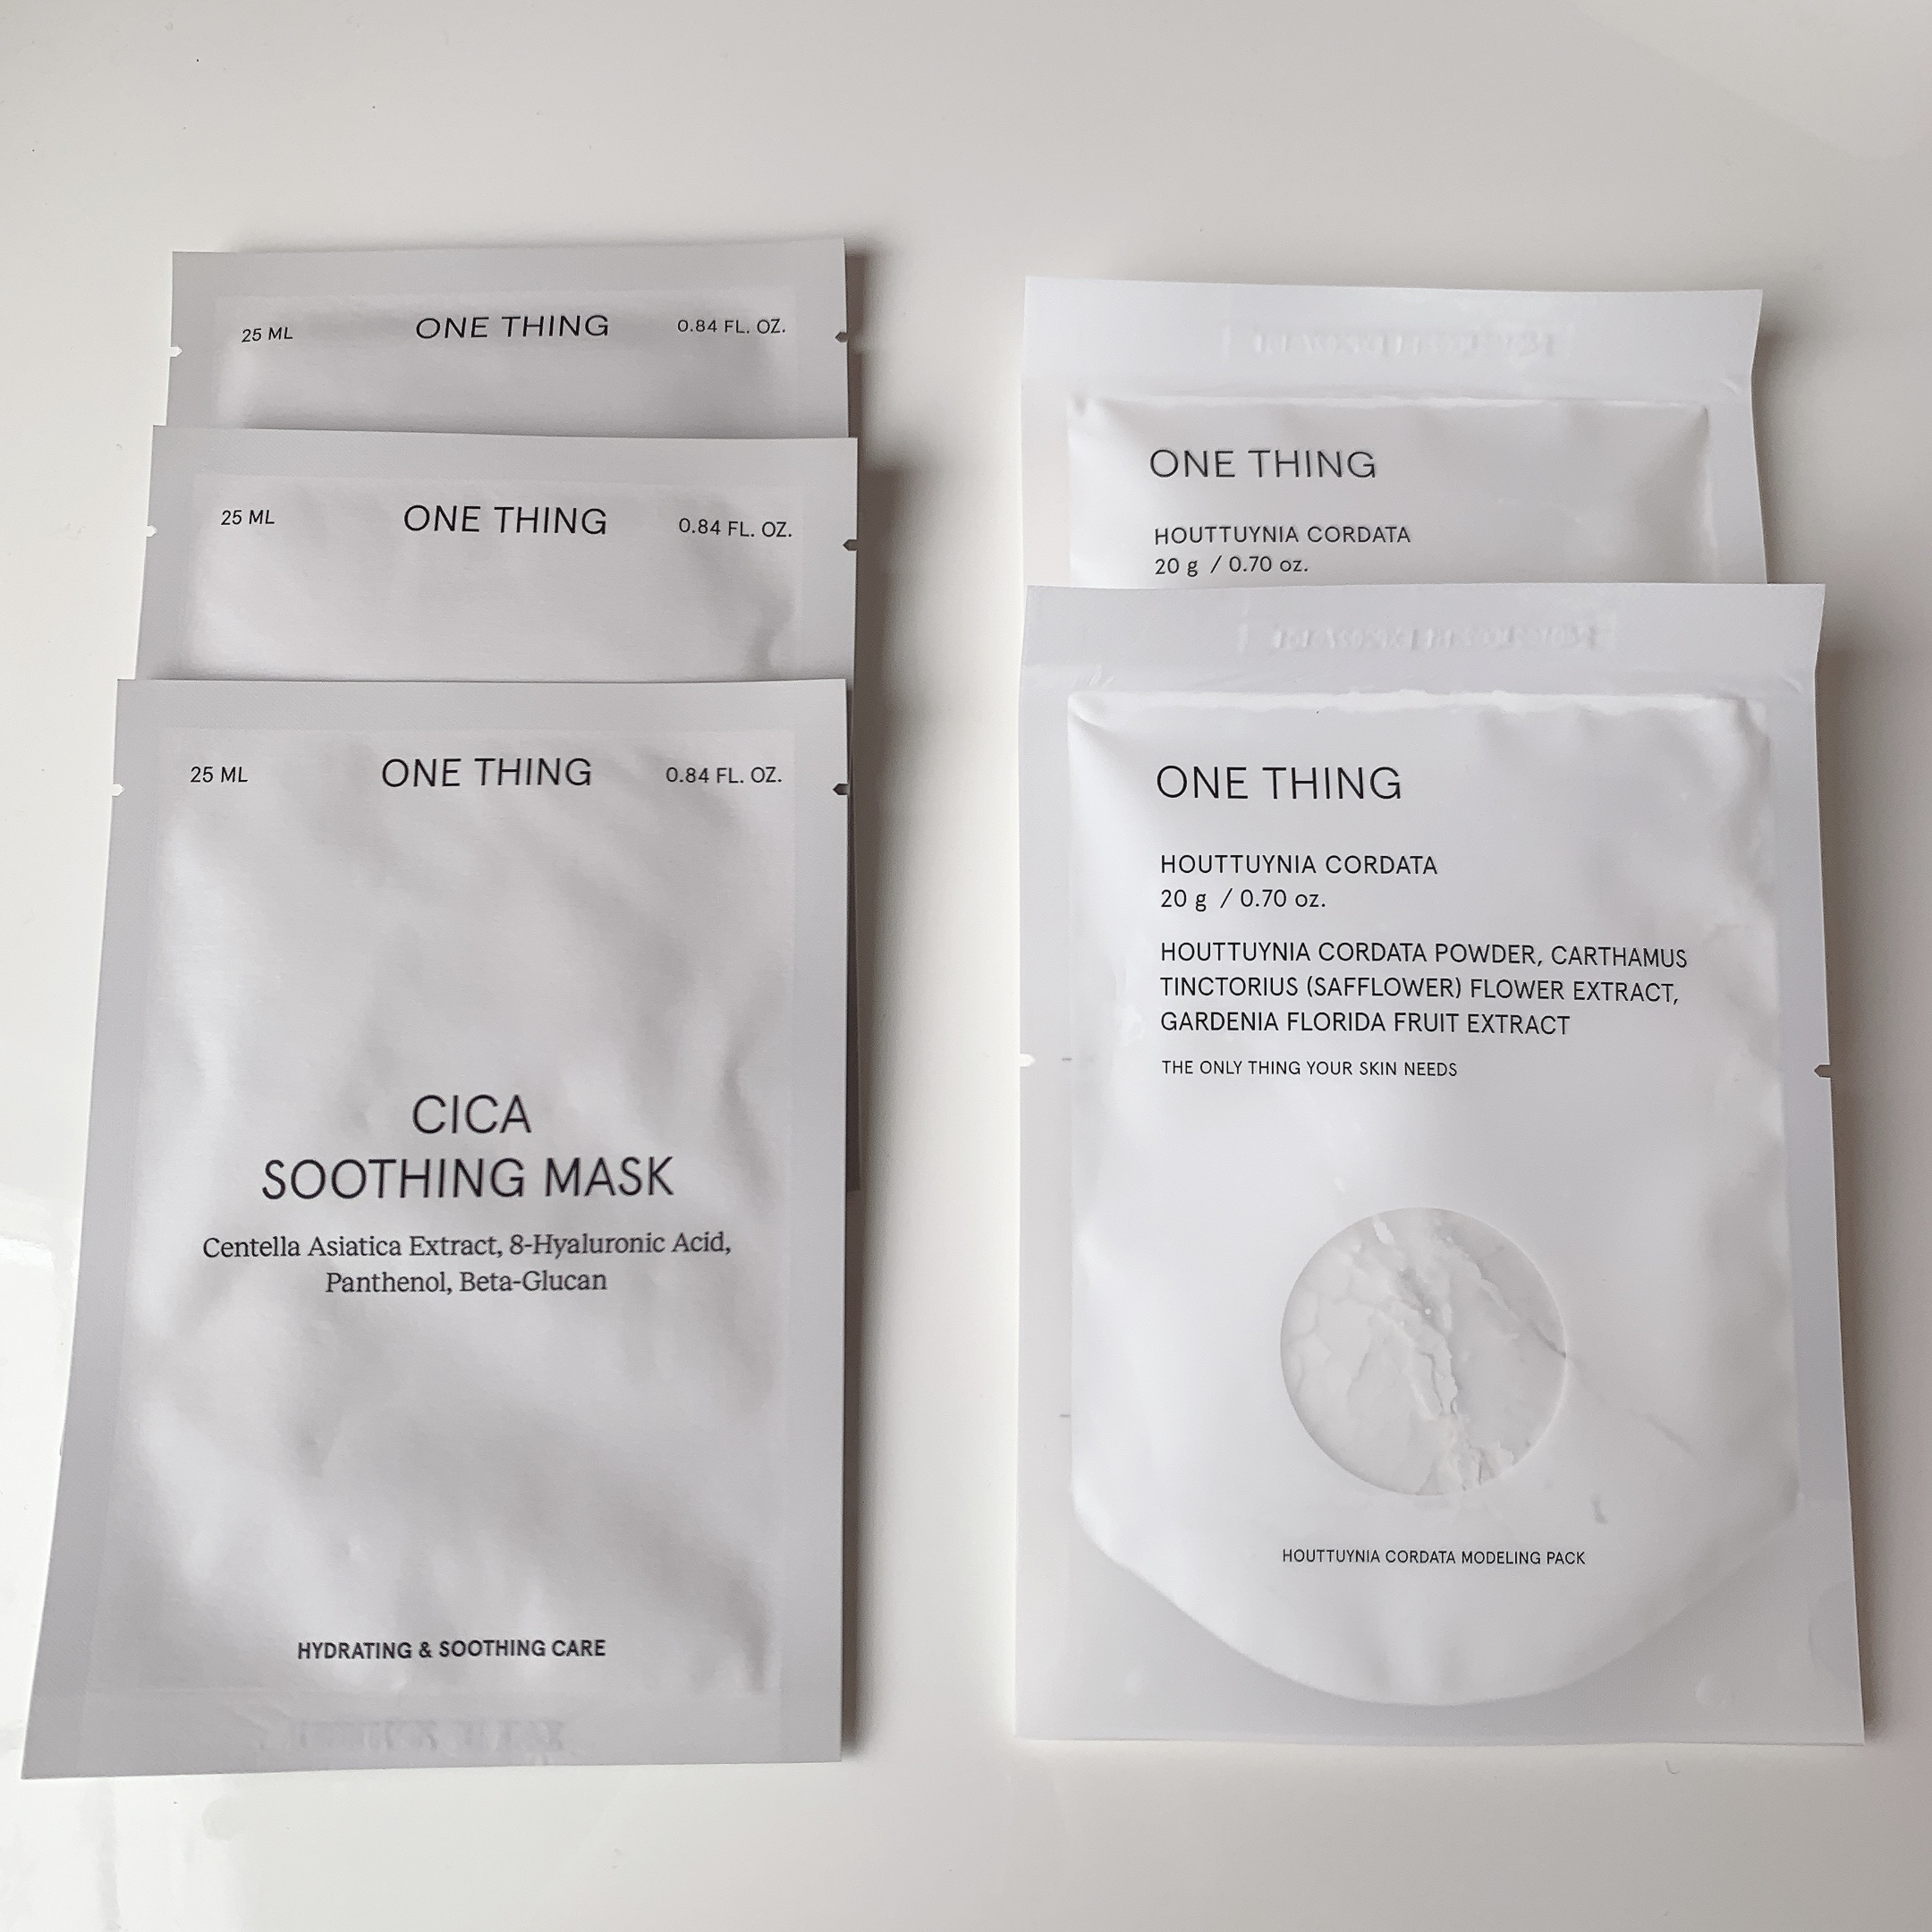 25 ML ONE THING 0.84 FL. OZ.
25 ML ONE THING 0.84 FL. OZ.
25 ML ONE THING 0.84 FL. OZ.
CICA
SOOTHING MASK
Centella Asiatica Extract, 8-Hyaluronic Acid,
Panthenol, Beta-Glucan
HYDRATING & SOOTHING CARE
ONE THING
HOUTTUYNIA CORDATA
20 g / 0.70 oz.
ONE THING
HOUTTUYNIA CORDATA
20 g / 0.70 oz.
HOUTTUYNIA CORDATA POWDER, CARTHAMUS
TINCTORIUS (SAFFLOWER) FLOWER EXTRACT,
GARDENIA FLORIDA FRUIT EXTRACT
THE ONLY THING YOUR SKIN NEEDS
HOUTTUYNIA CORDATA MODELING PACK